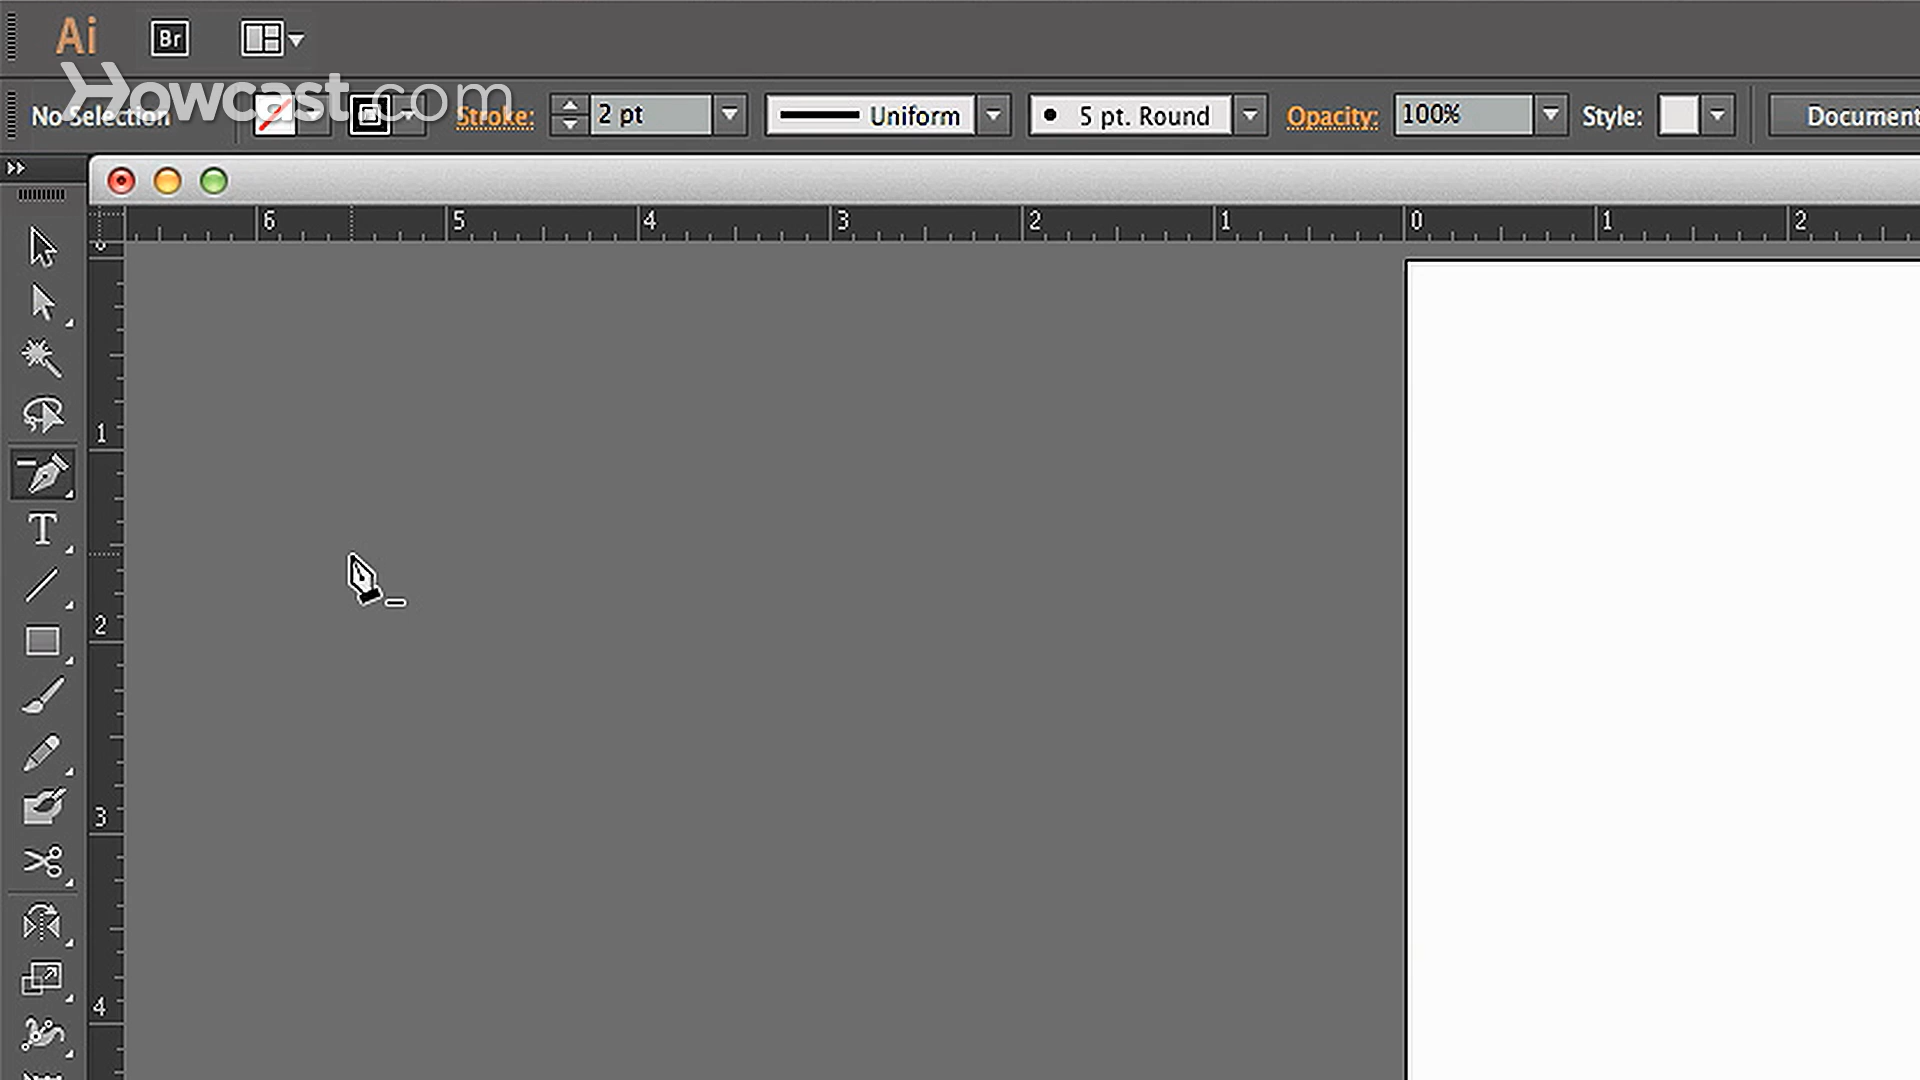 Ai Br
Howcast.com
No Selection Stroke: 2 pt Uniform 5 pt. Round Opacity: 100% Style: Document
6 5 4 3 2 1 0 1 2
1
T
2
3
4